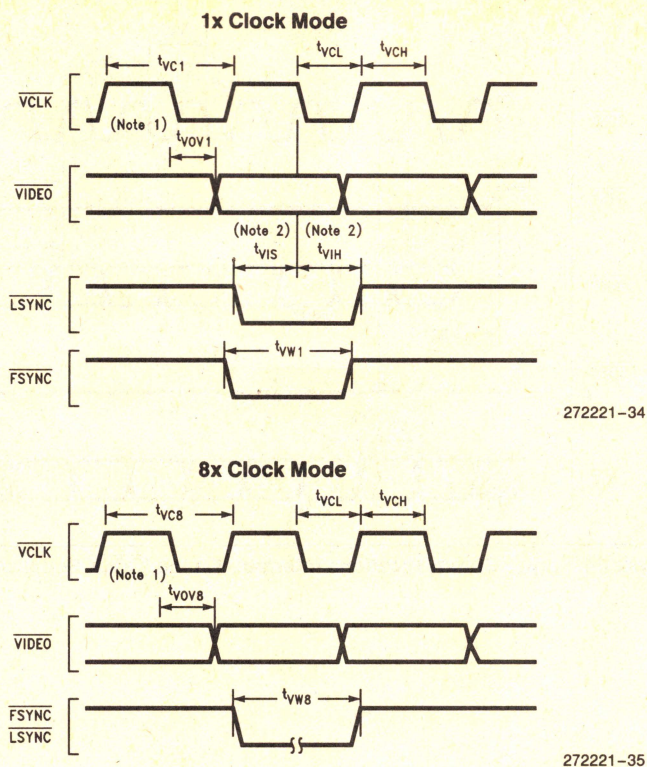 1x Clock Mode
tVC1 tVCL tVCH
VCLK
(Note 1)
tVOV1
VIDEO
(Note 2) (Note 2)
tVIS tVIH
LSYNC
tVW1
FSYNC
272221–34
8x Clock Mode
tVC8 tVCL tVCH
VCLK
(Note 1)
tVOV8
VIDEO
tVW8
FSYNC
LSYNC
272221–35